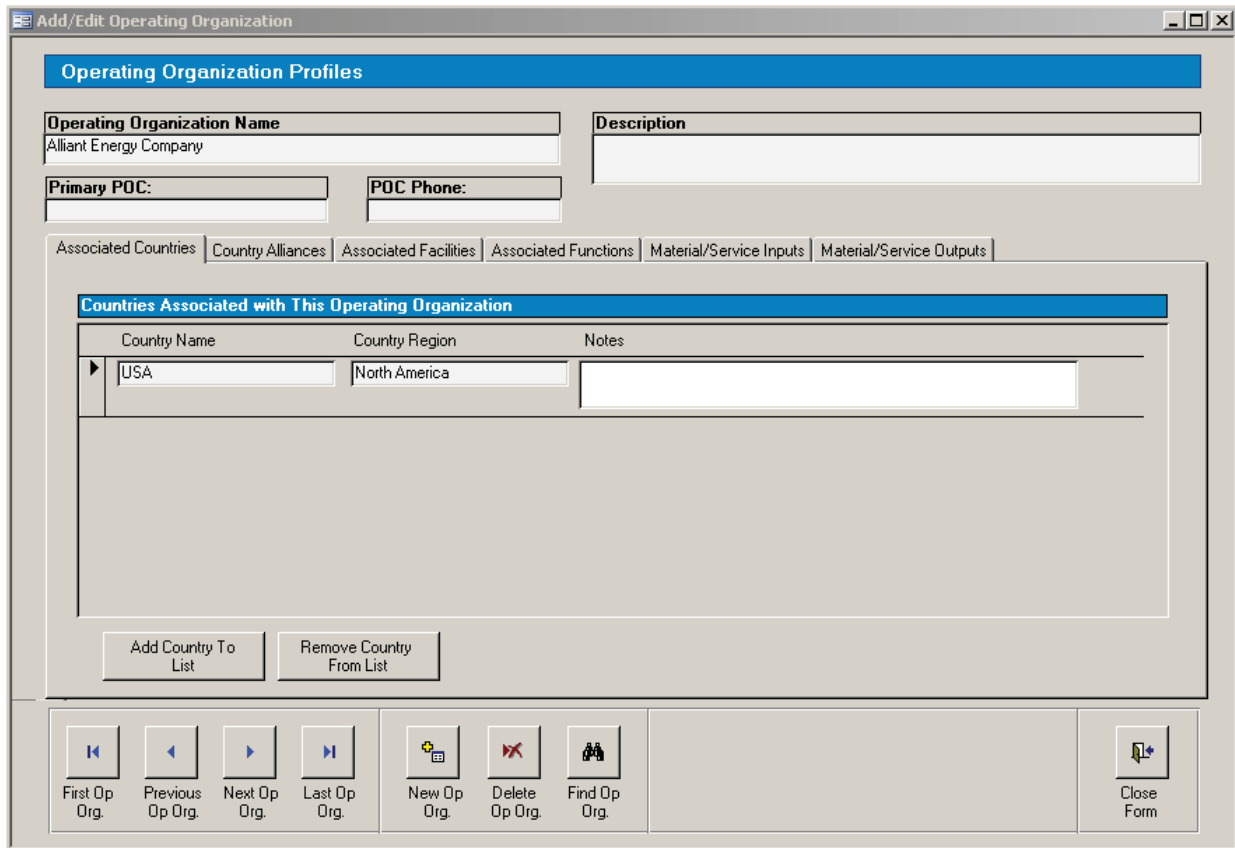 Add/Edit Operating Organization
Operating Organization Profiles
Operating Organization Name
Alliant Energy Company
Description
Primary POC:
POC Phone:
Associated Countries
Country Alliances
Associated Facilities
Associated Functions
Material/Service Inputs
Material/Service Outputs
Countries Associated with This Operating Organization
Country Name
Country Region
Notes
USA
North America
Add Country To
List
Remove Country
From List
First Op
Org.
Previous
Op Org.
Next Op
Org.
Last Op
Org.
New Op
Org.
Delete
Op Org.
Find Op
Org.
Close
Form